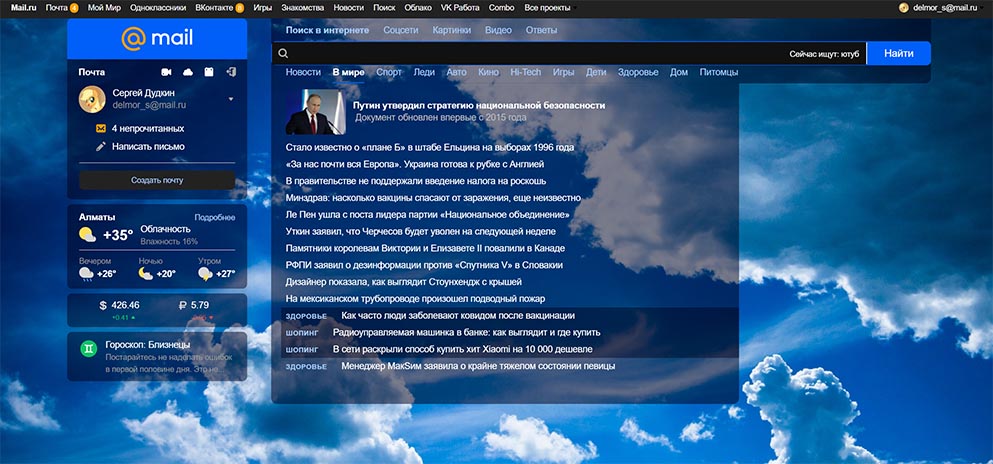 Mail.ru Почта 4 Мой Мир Одноклассники ВКонтакте 8 Игры Знакомства Новости Поиск Облако VK Работа Combo Все проекты delmor_s@mail.ru
@mail
Поиск в интернете Соцсети Картинки Видео Ответы
Сейчас ищут: ютуб Найти
Почта
Сергей Дудкин
delmor_s@mail.ru
4 непрочитанных
Написать письмо
Создать почту
Алматы Подробнее
+35° Облачность
Влажность 16%
Вечером Ночью Утром
+26° +20° +27°
$ 426.46 ₽ 5.79
+0.41
Гороскоп: Близнецы
Постарайтесь не наделать ошибок
в первой половине дня. Это не...
Новости В мире Спорт Леди Авто Кино Hi-Tech Игры Дети Здоровье Дом Питомцы
Путин утвердил стратегию национальной безопасности
Документ обновлен впервые с 2015 года
Стало известно о «плане Б» в штабе Ельцина на выборах 1996 года
«За нас почти вся Европа». Украина готова к рубке с Англией
В правительстве не поддержали введение налога на роскошь
Минздрав: насколько вакцины спасают от заражения, еще неизвестно
Ле Пен ушла с поста лидера партии «Национальное объединение»
Уткин заявил, что Черчесов будет уволен на следующей неделе
Памятники королевам Виктории и Елизавете II повалили в Канаде
РФПИ заявил о дезинформации против «Спутника V» в Словакии
Дизайнер показала, как выглядит Стоунхендж с крышей
На мексиканском трубопроводе произошел подводный пожар
ЗДОРОВЬЕ Как часто люди заболевают ковидом после вакцинации
ШОПИНГ Радиоуправляемая машинка в банке: как выглядит и где купить
ШОПИНГ В сети раскрыли способ купить хит Xiaomi на 10 000 дешевле
ЗДОРОВЬЕ Менеджер МакSим заявила о крайне тяжелом состоянии певицы